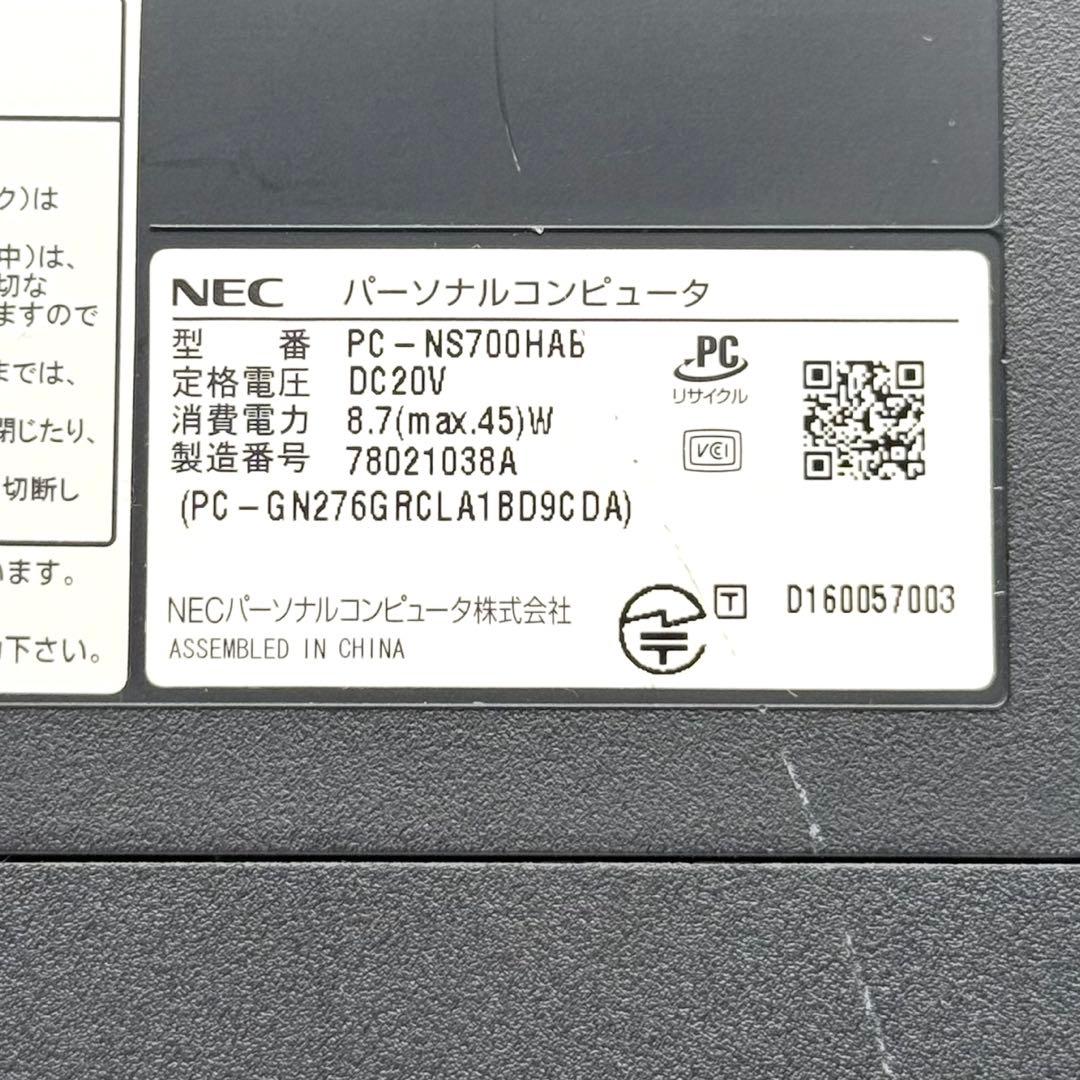 ク)は
中)は、
切な
ますので
までは、
閉じたり、
切断し
います。
下さい。
NEC パーソナルコンピュータ
型 番 PC-NS700HAB
定格電圧 DC20V
消費電力 8.7(max.45)W
製造番号 78021038A
(PC-GN276GRCLA1BD9CDA)
PC
リサイクル
VCCI
NECパーソナルコンピュータ株式会社
ASSEMBLED IN CHINA
T D160057003